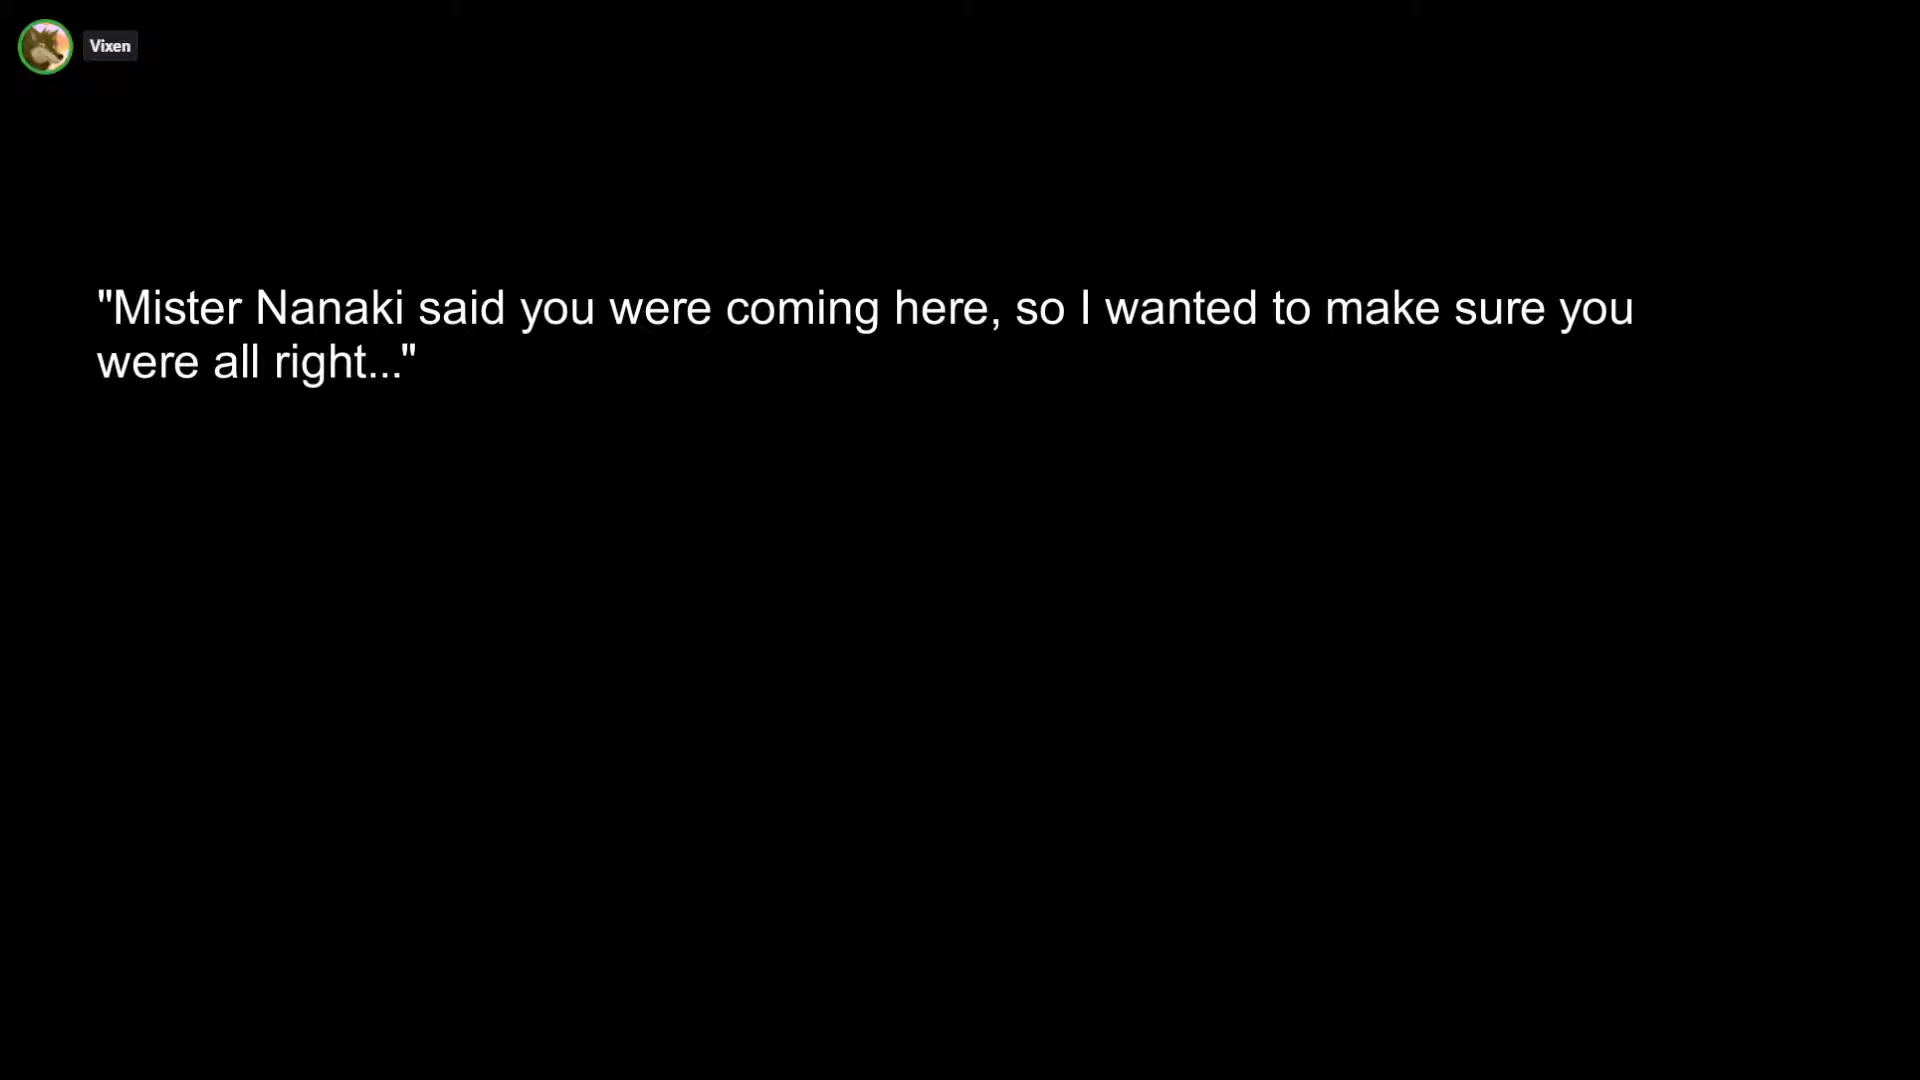 Vixen
"Mister Nanaki said you were coming here, so I wanted to make sure you
were all right..."